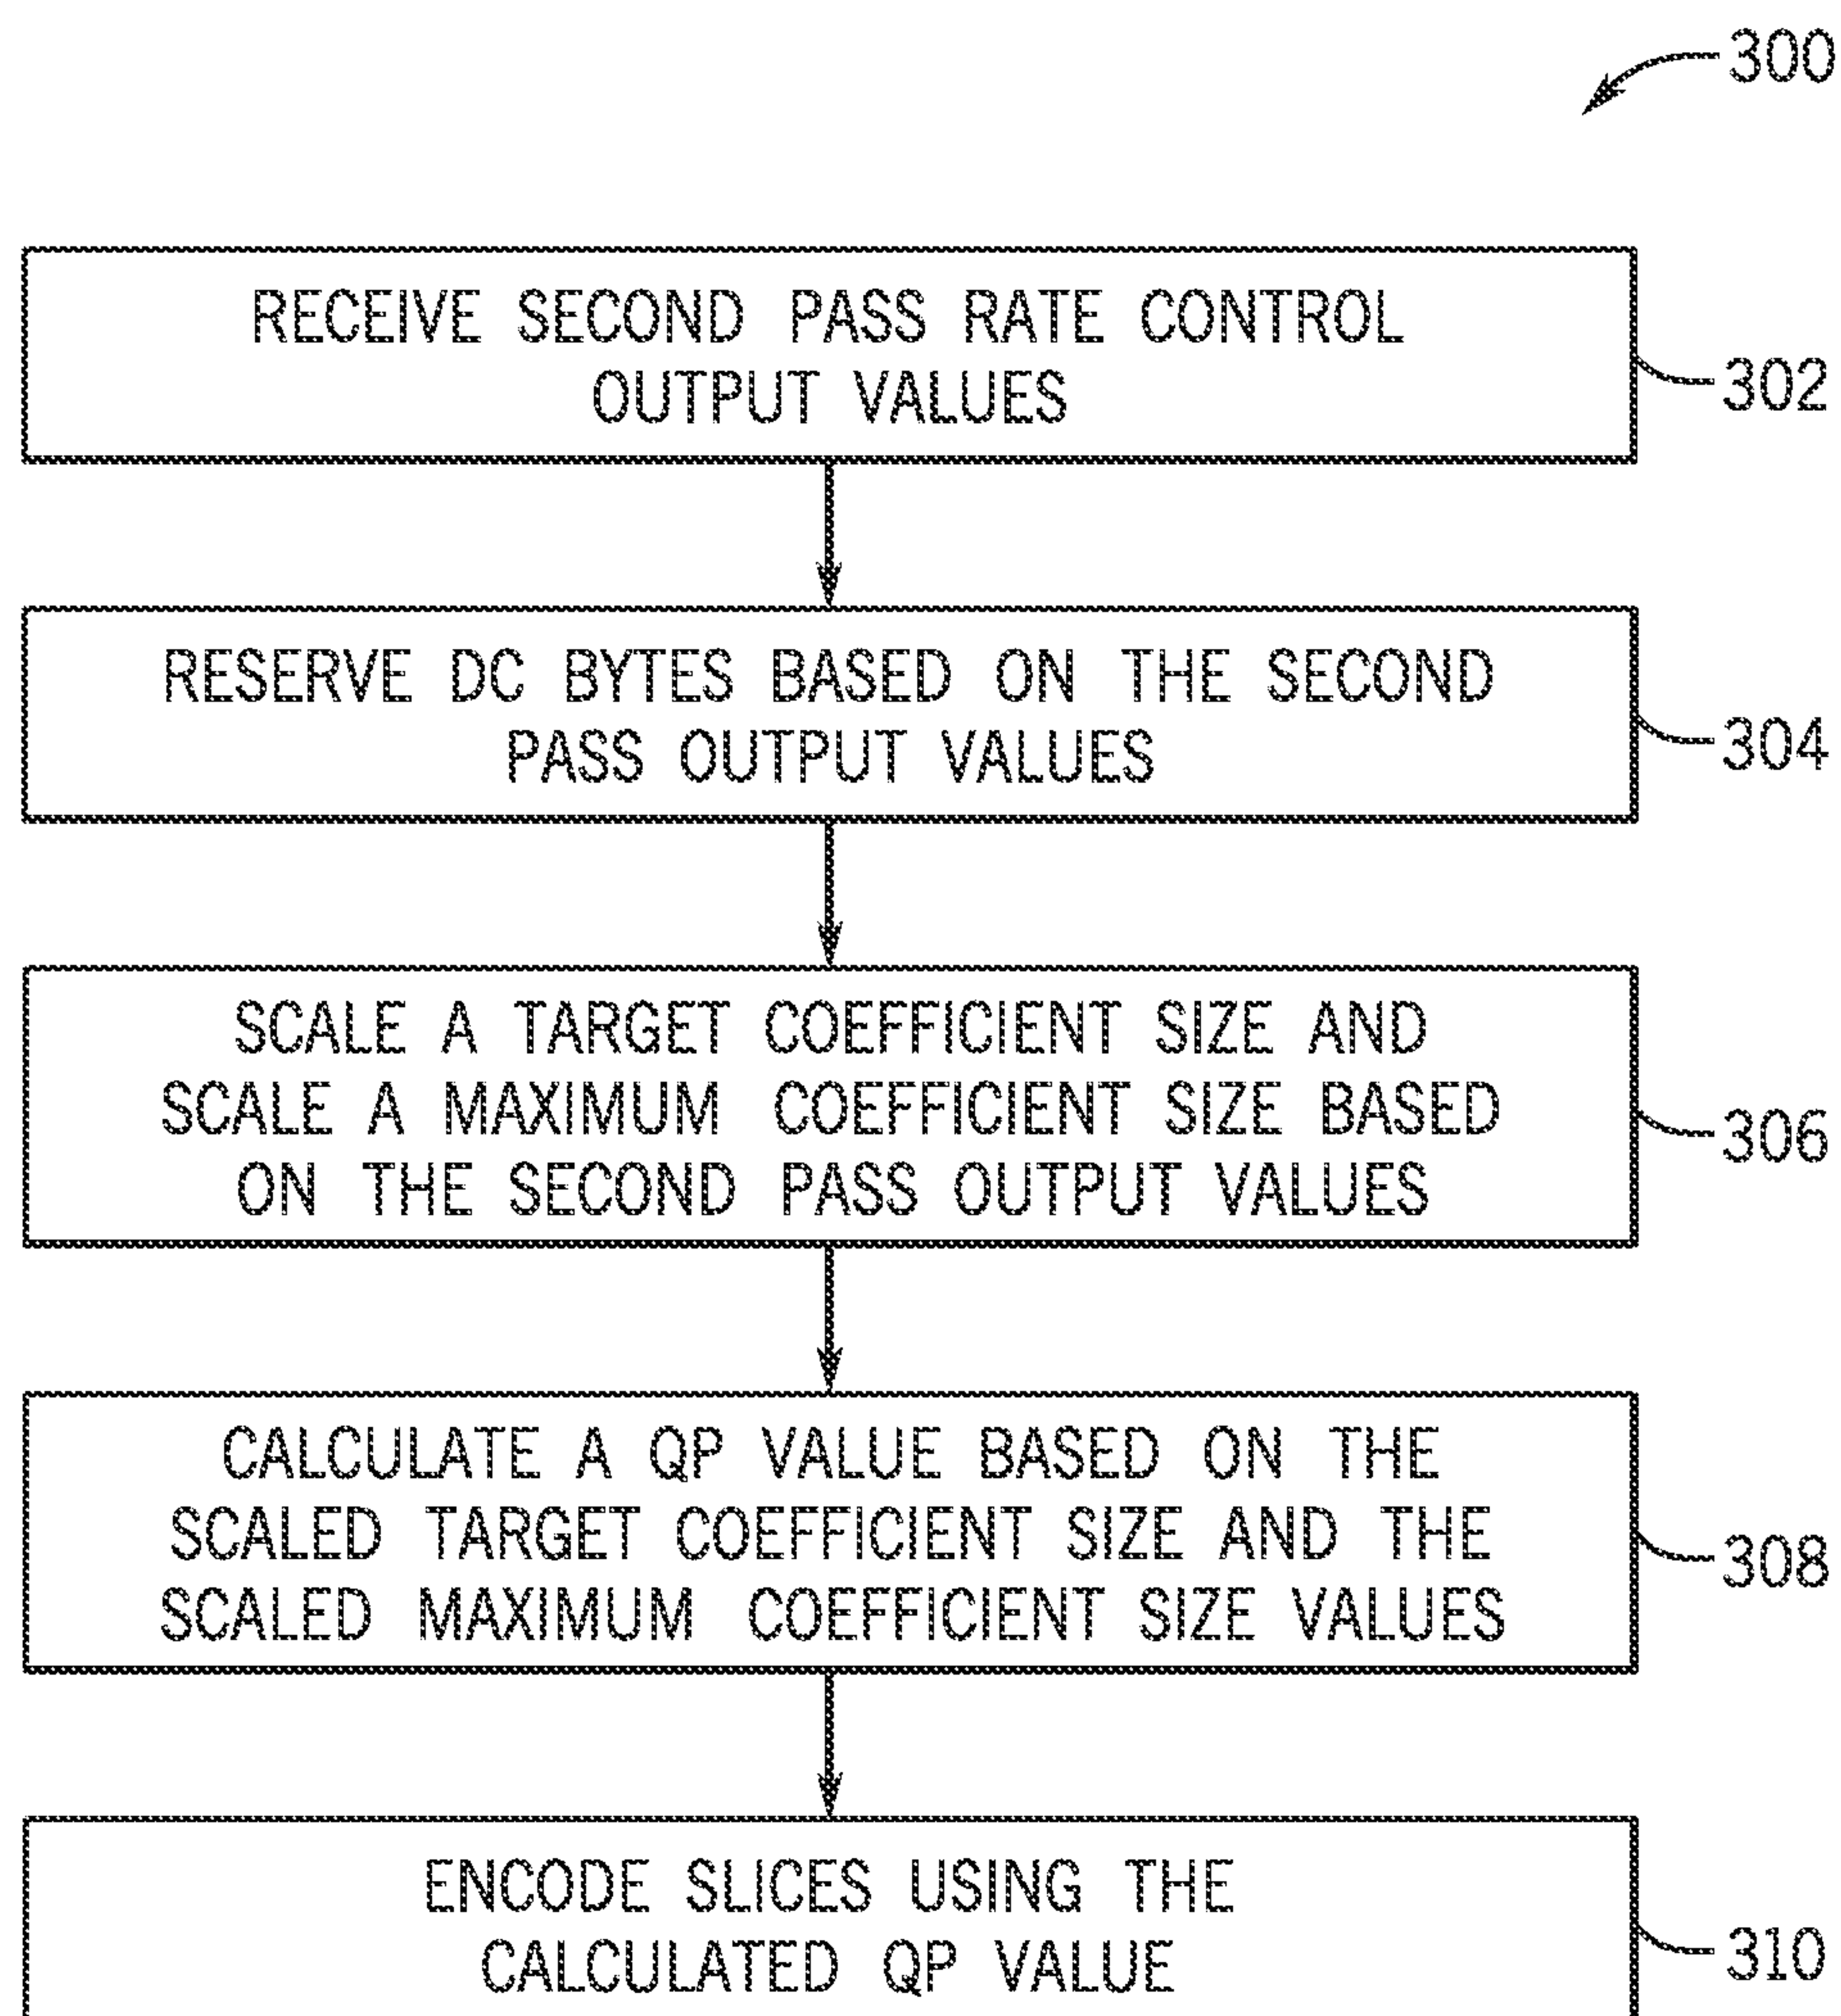 300
RECEIVE SECOND PASS RATE CONTROL
OUTPUT VALUES
302
RESERVE DC BYTES BASED ON THE SECOND
PASS OUTPUT VALUES
304
SCALE A TARGET COEFFICIENT SIZE AND
SCALE A MAXIMUM COEFFICIENT SIZE BASED
ON THE SECOND PASS OUTPUT VALUES
306
CALCULATE A QP VALUE BASED ON THE
SCALED TARGET COEFFICIENT SIZE AND THE
SCALED MAXIMUM COEFFICIENT SIZE VALUES
308
ENCODE SLICES USING THE
CALCULATED QP VALUE
310